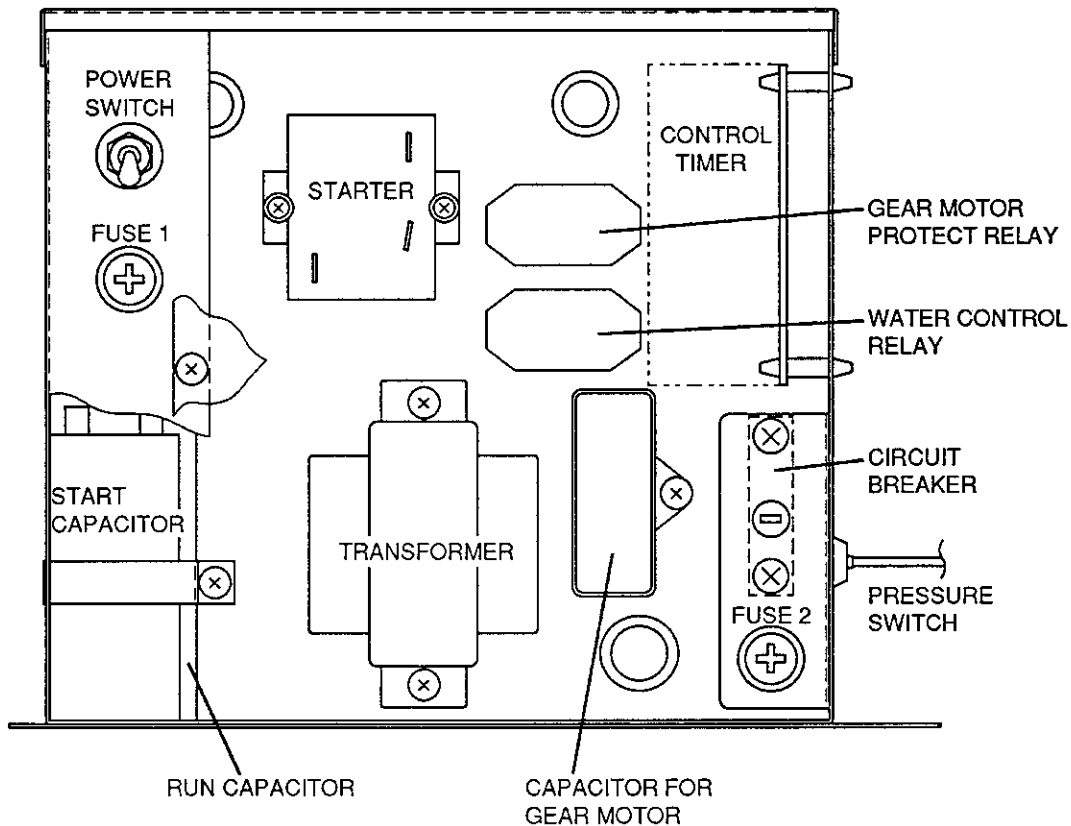 POWER
SWITCH
FUSE 1
STARTER
CONTROL
TIMER
GEAR MOTOR
PROTECT RELAY
WATER CONTROL
RELAY
CIRCUIT
BREAKER
START
CAPACITOR
TRANSFORMER
PRESSURE
SWITCH
FUSE 2
RUN CAPACITOR
CAPACITOR FOR
GEAR MOTOR